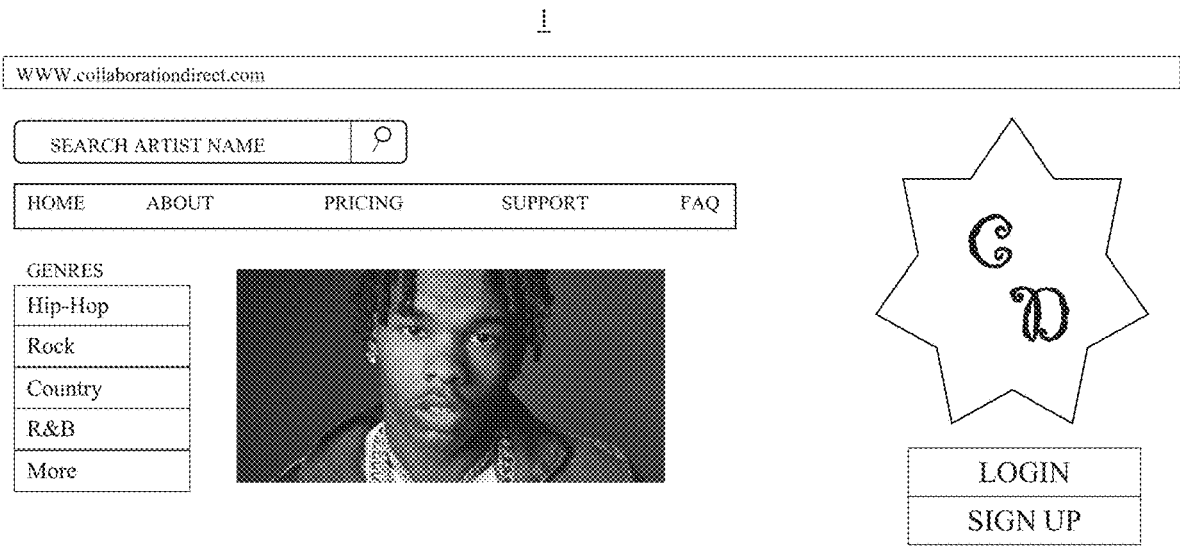 1
WWW.collaborationdirect.com
SEARCH ARTIST NAME
HOME ABOUT PRICING SUPPORT FAQ
GENRES
Hip-Hop
Rock
Country
R&B
More
C
D
LOGIN
SIGN UP